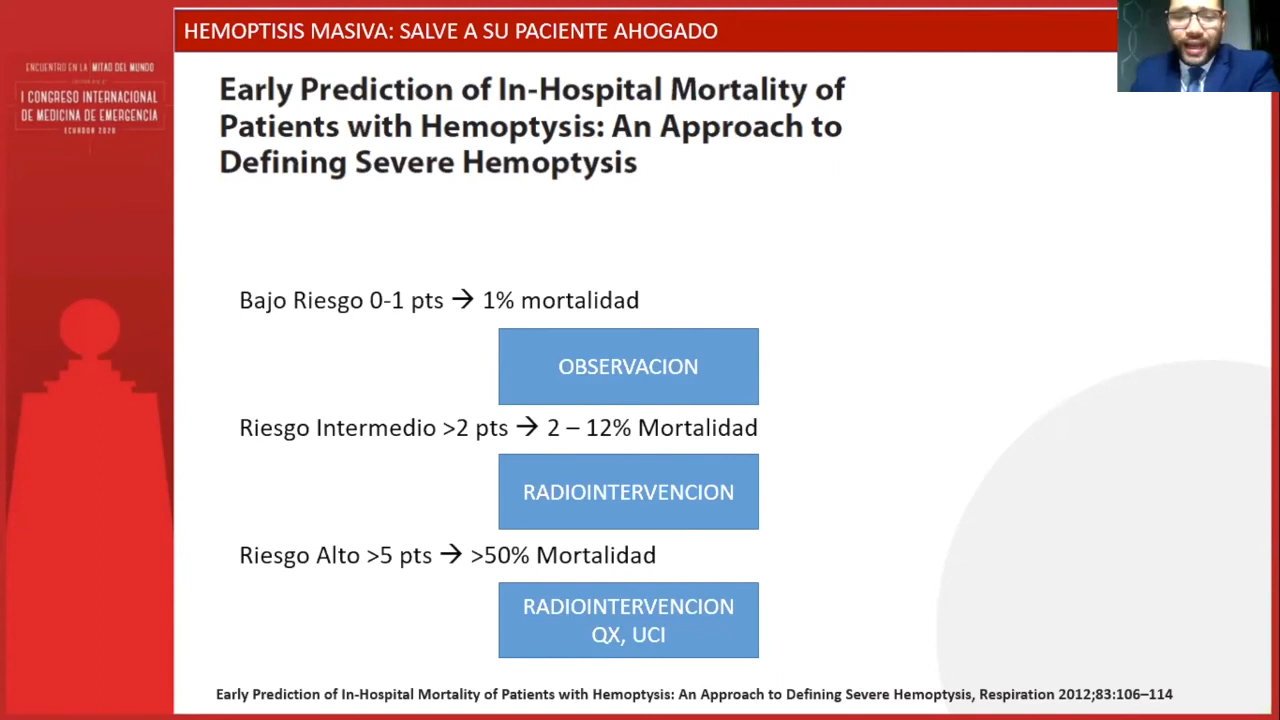 HEMOPTISIS MASIVA: SALVE A SU PACIENTE AHOGADO
ENCUENTRO EN LA MITAD DEL MUNDO
I CONGRESO INTERNACIONAL
DE MEDICINA DE EMERGENCIA
ECUADOR 2020
Early Prediction of In-Hospital Mortality of
Patients with Hemoptysis: An Approach to
Defining Severe Hemoptysis
Bajo Riesgo 0-1 pts → 1% mortalidad
OBSERVACION
Riesgo Intermedio >2 pts → 2 – 12% Mortalidad
RADIOINTERVENCION
Riesgo Alto >5 pts → >50% Mortalidad
RADIOINTERVENCION
QX, UCI
Early Prediction of In-Hospital Mortality of Patients with Hemoptysis: An Approach to Defining Severe Hemoptysis, Respiration 2012;83:106–114